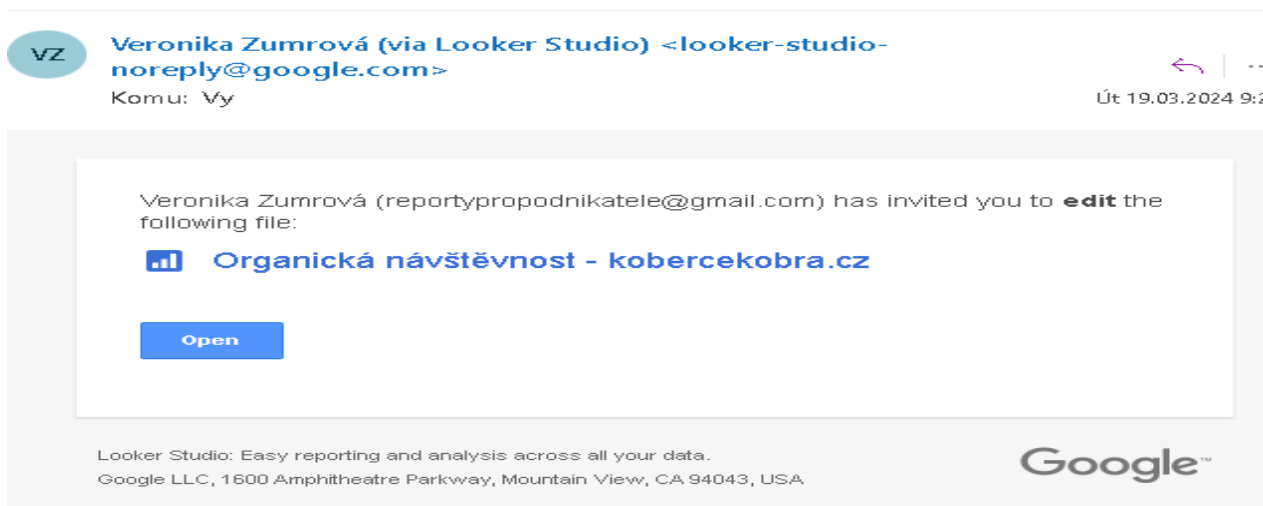 VZ
Veronika Zumrová (via Looker Studio) <looker-studio-
noreply@google.com>
Komu: Vy
Út 19.03.2024 9:2
Veronika Zumrová (reportypropodnikatele@gmail.com) has invited you to edit the
following file:
Organická návštěvnost - kobercekobra.cz
Open
Looker Studio: Easy reporting and analysis across all your data.
Google LLC, 1600 Amphitheatre Parkway, Mountain View, CA 94043, USA
Google™